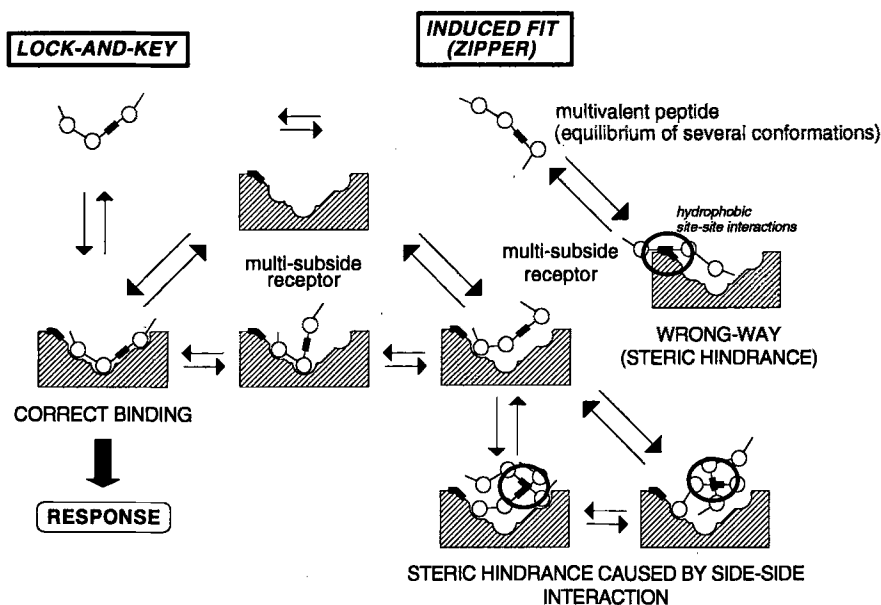 LOCK-AND-KEY
INDUCED FIT
(ZIPPER)
multivalent peptide
(equilibrium of several conformations)
hydrophobic
site-site interactions
multi-subside
receptor
multi-subside
receptor
WRONG-WAY
(STERIC HINDRANCE)
CORRECT BINDING
RESPONSE
STERIC HINDRANCE CAUSED BY SIDE-SIDE
INTERACTION